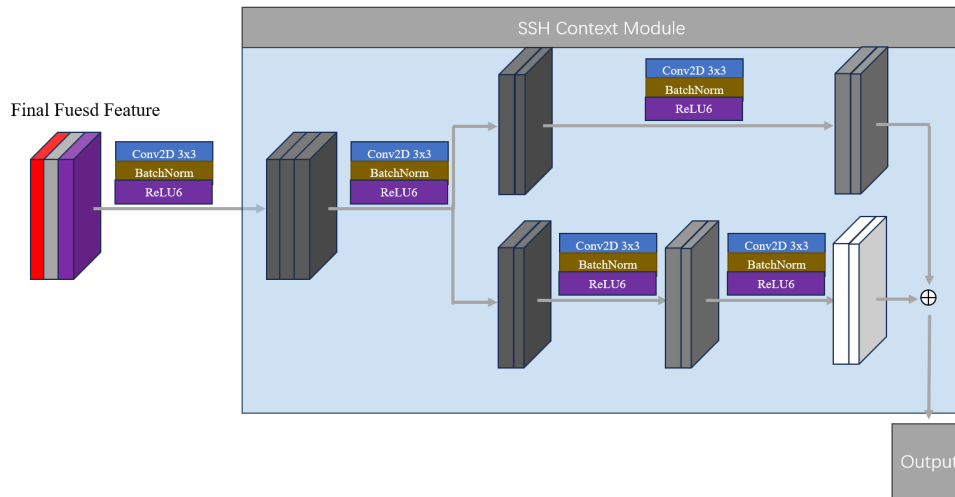 SSH Context Module
Conv2D 3x3
BatchNorm
ReLU6
Final Fuesd Feature
Conv2D 3x3
BatchNorm
ReLU6
Conv2D 3x3
BatchNorm
ReLU6
Conv2D 3x3
BatchNorm
ReLU6
Conv2D 3x3
BatchNorm
ReLU6
Output